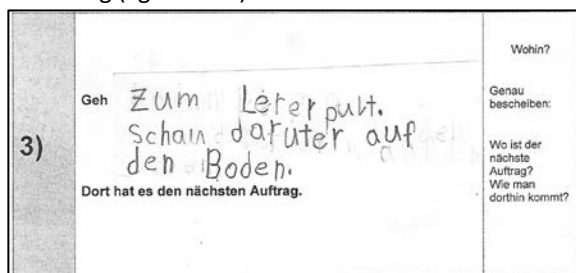 Wohin?
Geh zum Lererpult.
Genau
bescheiben:
3)
Schau daruter auf
den Boden.
Wo ist der
nächste
Auftrag?
Wie man
dorthin kommt?
Dort hat es den nächsten Auftrag.